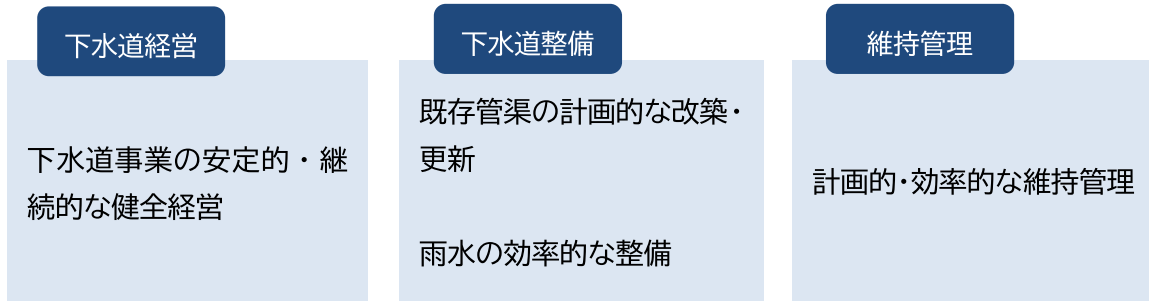 下水道経営
下水道事業の安定的・継
続的な健全経営
下水道整備
既存管渠の計画的な改築・
更新
雨水の効率的な整備
維持管理
計画的・効率的な維持管理